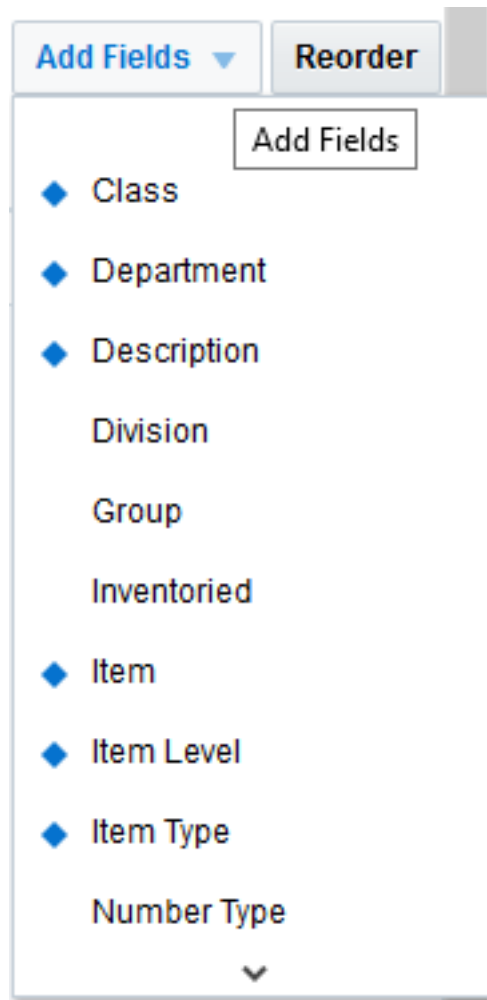 Add Fields Reorder
Add Fields
Class
Department
Description
Division
Group
Inventoried
Item
Item Level
Item Type
Number Type